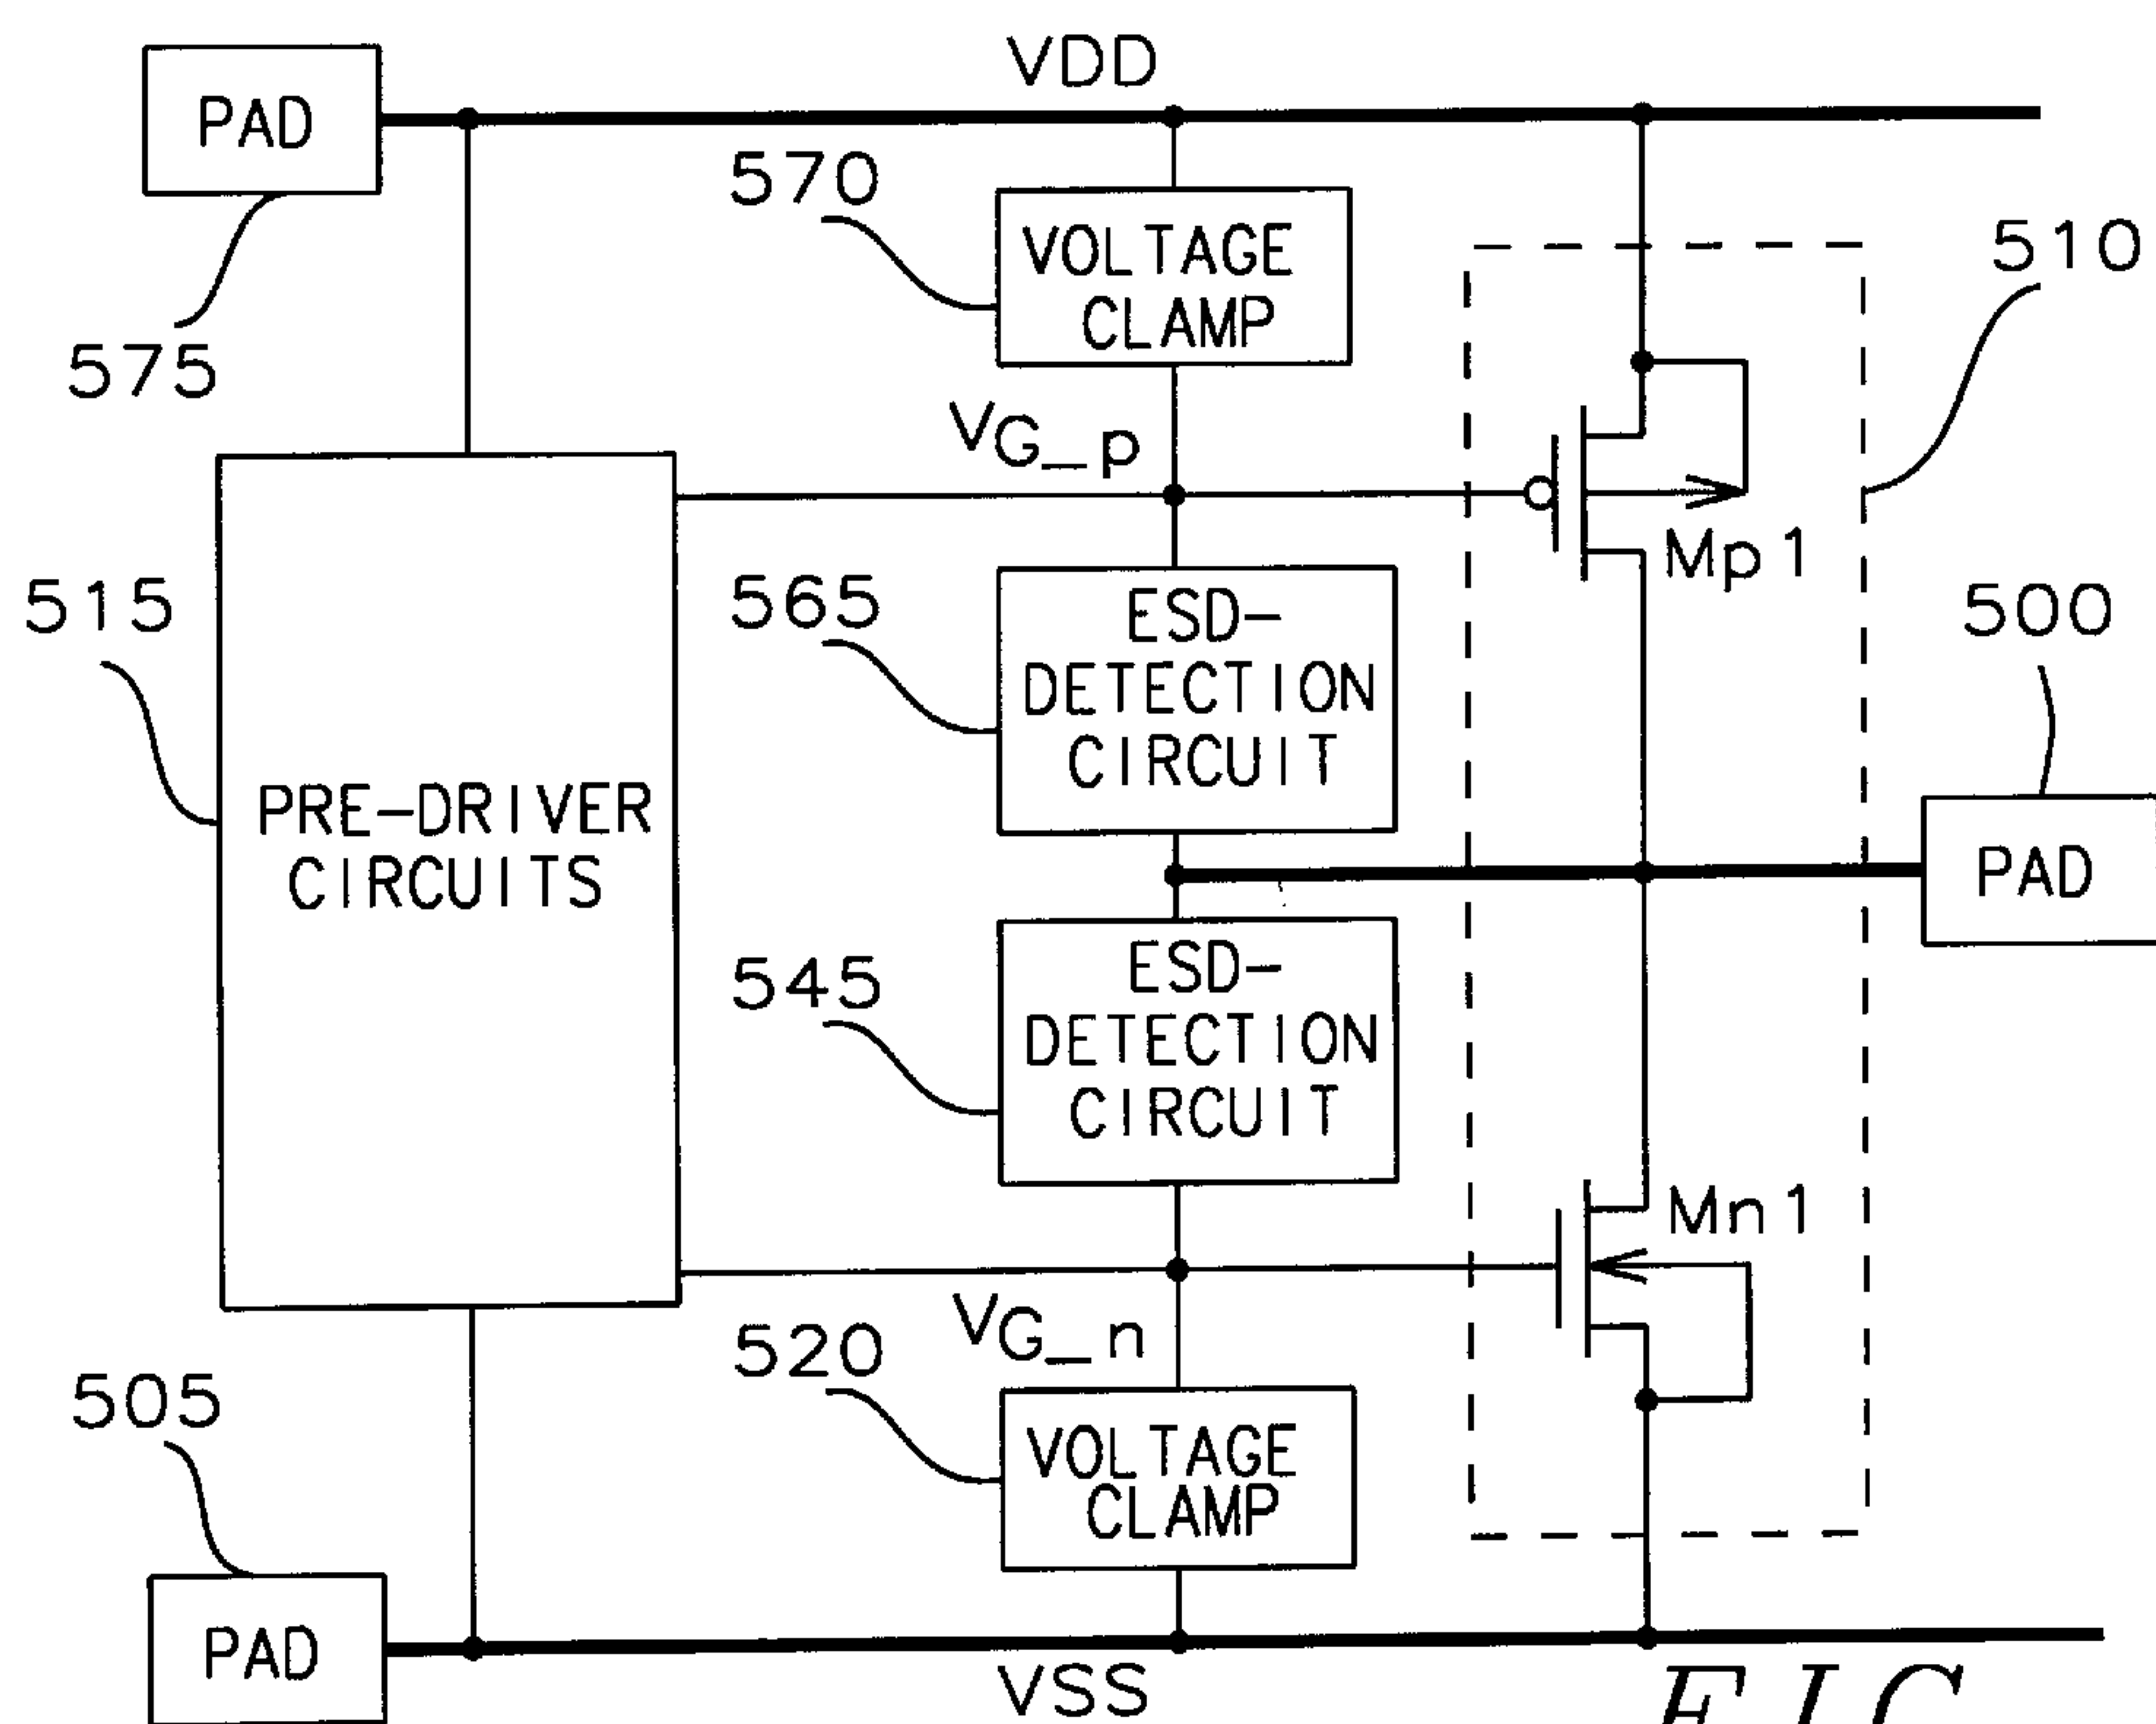 VDD
PAD
570
VOLTAGE
CLAMP
510
575
VG_p
Mp1
515
565
ESD-
DETECTION
CIRCUIT
500
PRE-DRIVER
CIRCUITS
PAD
545
ESD-
DETECTION
CIRCUIT
Mn1
VG_n
520
505
VOLTAGE
CLAMP
PAD
VSS
FIG